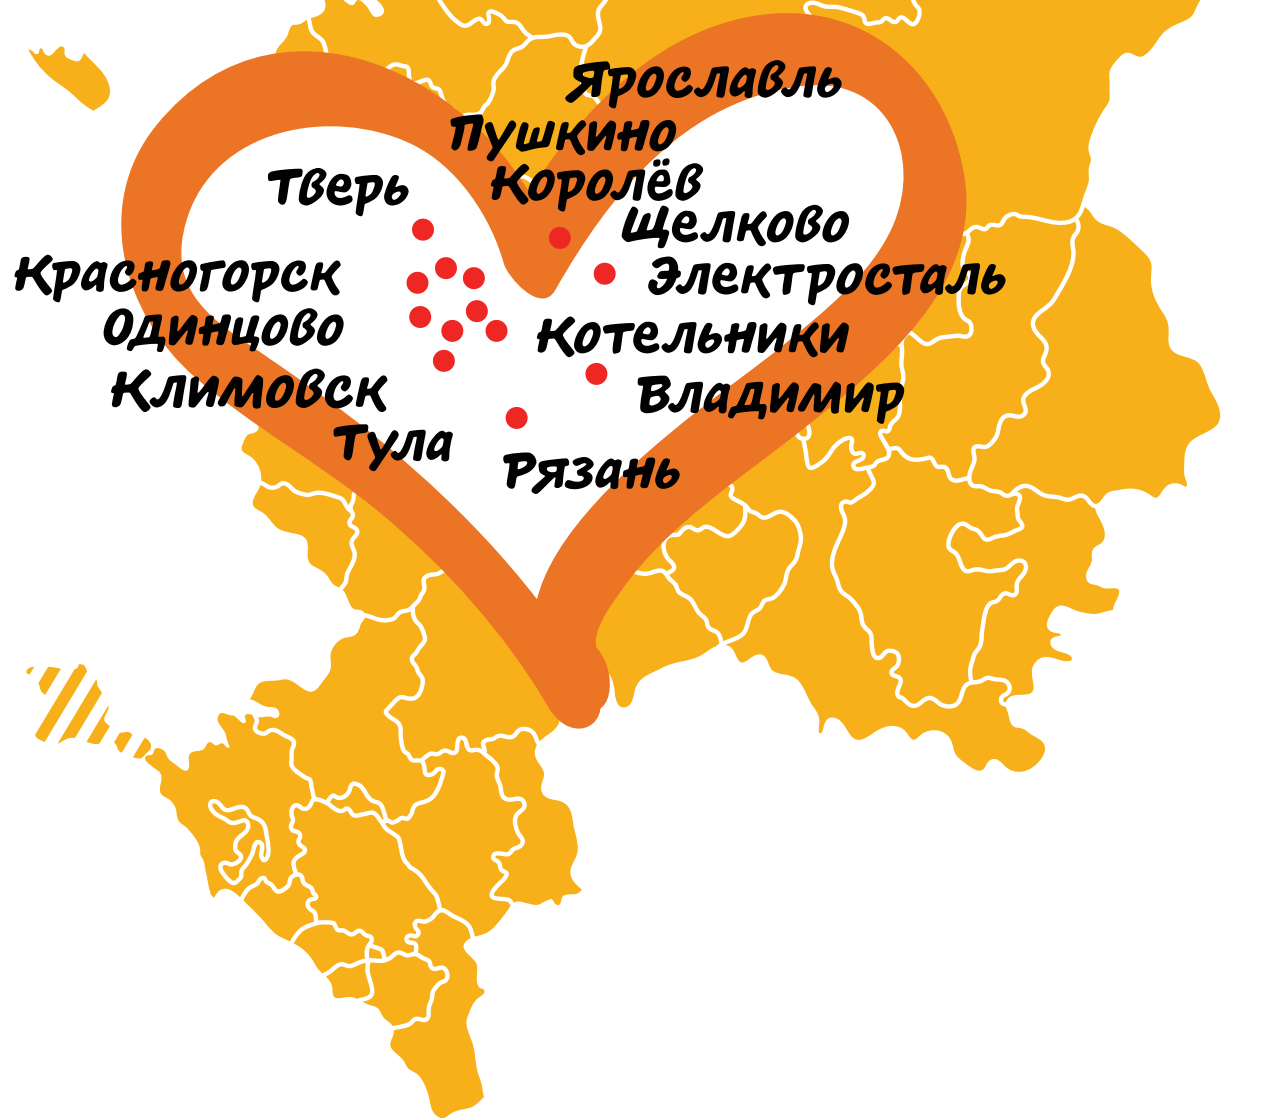 Ярославль
Пушкино
Тверь
Королёв
Щелково
Красногорск
Электросталь
Одинцово
Котельники
Климовск
Владимир
Тула
Рязань